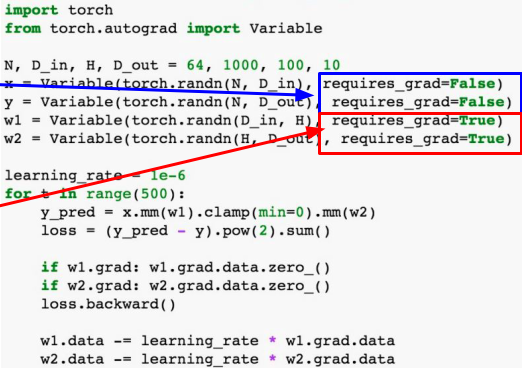 import torch
from torch.autograd import Variable
N, D_in, H, D_out = 64, 1000, 100, 10
x = Variable(torch.randn(N, D_in), requires_grad=False)
y = Variable(torch.randn(N, D_out), requires_grad=False)
w1 = Variable(torch.randn(D_in, H), requires_grad=True)
w2 = Variable(torch.randn(H, D_out), requires_grad=True)
learning_rate = 1e-6
for t in range(500):
    y_pred = x.mm(w1).clamp(min=0).mm(w2)
    loss = (y_pred - y).pow(2).sum()
    if w1.grad: w1.grad.data.zero_()
    if w2.grad: w2.grad.data.zero_()
    loss.backward()
    w1.data -= learning_rate * w1.grad.data
    w2.data -= learning_rate * w2.grad.data